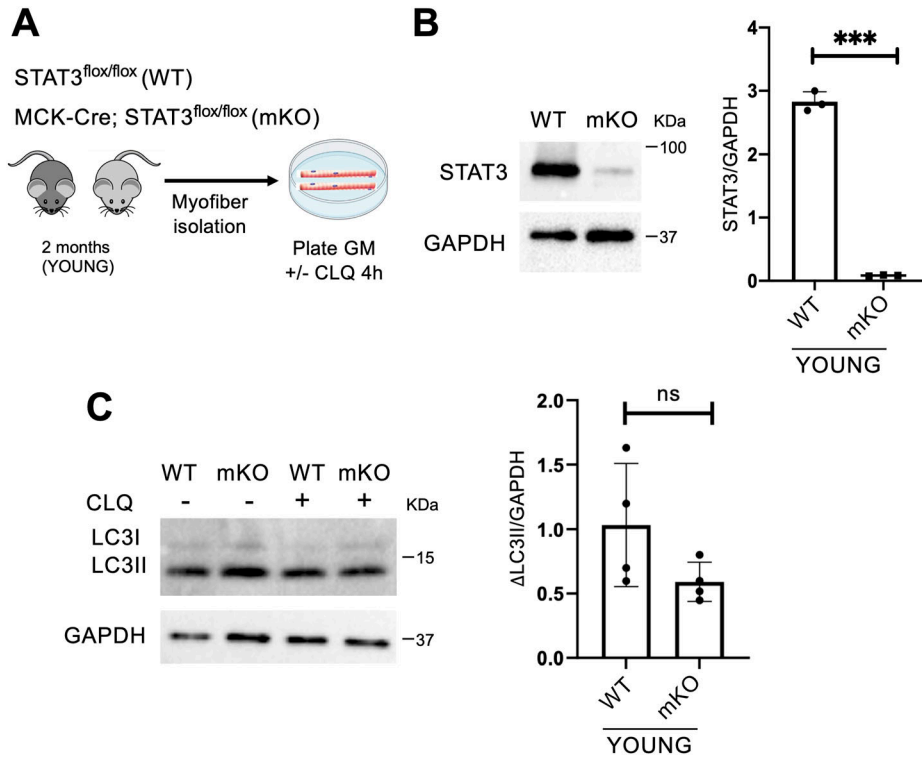 A
STAT3flox/flox (WT)
MCK-Cre; STAT3flox/flox (mKO)
Myofiber
isolation
2 months
(YOUNG)
Plate GM
+/- CLQ 4h
B
WT mKO KDa
STAT3
100
GAPDH
37
STAT3/GAPDH
4
3
2
1
0
***
WT
mKO
YOUNG
C
WT mKO WT mKO
CLQ - - + + KDa
LC3I
LC3II
15
GAPDH
37
ΔLC3II/GAPDH
2.0
1.5
1.0
0.5
0.0
ns
WT
mKO
YOUNG